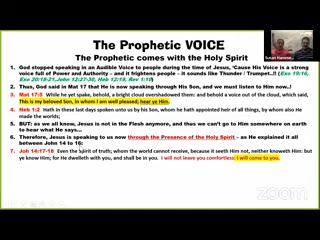 The Prophetic VOICE
The Prophetic comes with the Holy Spirit
1. God stopped speaking in an Audible Voice to people during the time of Jesus, 'Cause His Voice is a strong
voice full of Power and Authority – and it frightens people – it sounds like Thunder / Trumpet..!! (Exo 19:16,
Exo 20:18-21,John 12:27-30, Heb 12:19, Rev 1:10)
2. Thus, God said in Mat 17 that He is now speaking through His Son, and we must listen to Him now..!
3. Mat 17:5 While he yet spake, behold, a bright cloud overshadowed them: and behold a voice out of the cloud, which said,
This is my beloved Son, in whom I am well pleased; hear ye Him.
4. Heb 1:2 Hath in these last days spoken unto us by his Son, whom he hath appointed heir of all things, by whom also He
made the worlds;
5. BUT: as we all know, Jesus is not in the Flesh anymore, and thus we can't go to Him somewhere on earth
to hear what He says...
6. Therefore, Jesus is speaking to us now through the Presence of the Holy Spirit – as He explained it all
between John 14 to 16:
7. Joh 14:17-18 Even the Spirit of truth; whom the world cannot receive, because it seeth Him not, neither knoweth Him: but
ye know Him; for He dwelleth with you, and shall be in you. I will not leave you comfortless: I will come to you.
zoom